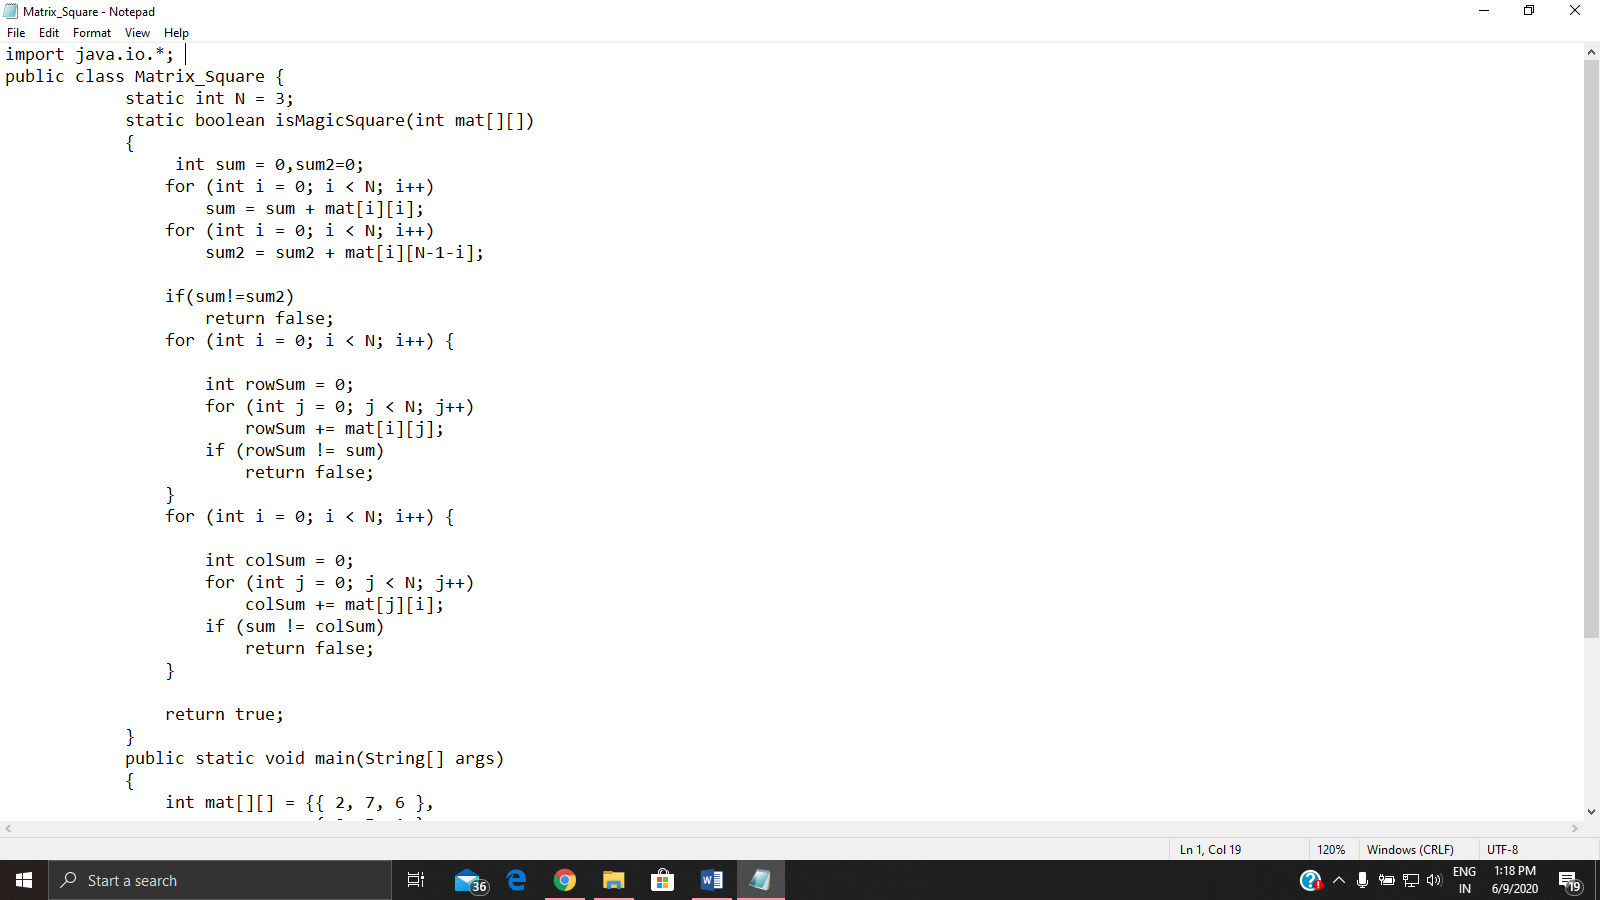 Matrix_Square - Notepad
File Edit Format View Help
import java.io.*;
public class Matrix_Square {
static int N = 3;
static boolean isMagicSquare(int mat[][])
{
int sum = 0,sum2=0;
for (int i = 0; i < N; i++)
sum = sum + mat[i][i];
for (int i = 0; i < N; i++)
sum2 = sum2 + mat[i][N-1-i];
if(sum!=sum2)
return false;
for (int i = 0; i < N; i++) {
int rowSum = 0;
for (int j = 0; j < N; j++)
rowSum += mat[i][j];
if (rowSum != sum)
return false;
}
for (int i = 0; i < N; i++) {
int colSum = 0;
for (int j = 0; j < N; j++)
colSum += mat[j][i];
if (sum != colSum)
return false;
}
return true;
}
public static void main(String[] args)
{
int mat[][] = {{ 2, 7, 6 },
Ln 1, Col 19 120% Windows (CRLF) UTF-8
Start a search 36 ENG 1:18 PM
IN 6/9/2020 19